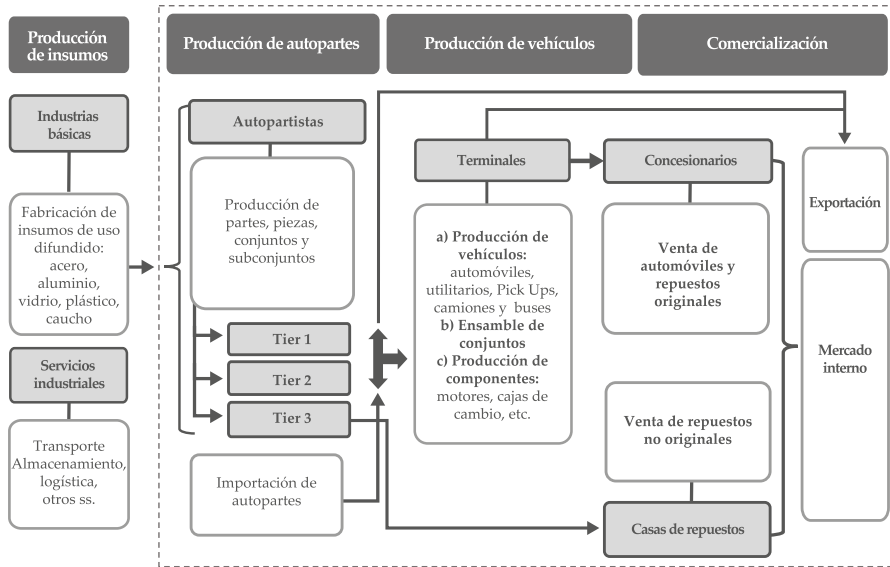 Producción
de insumos
Producción de autopartes
Producción de vehículos
Comercialización
Industrias
básicas
Fabricación de
insumos de uso
difundido:
acero,
aluminio,
vidrio, plástico,
caucho
Servicios
industriales
Transporte
Almacenamiento,
logística,
otros ss.
Autopartistas
Producción de
partes, piezas,
conjuntos y
subconjuntos
Tier 1
Tier 2
Tier 3
Importación de
autopartes
Terminales
a) Producción de
vehículos:
automóviles,
utilitarios, Pick Ups,
camiones y buses
b) Ensamble de
conjuntos
c) Producción de
componentes:
motores, cajas de
cambio, etc.
Concesionarios
Venta de
automóviles y
repuestos
originales
Venta de repuestos
no originales
Casas de repuestos
Exportación
Mercado
interno